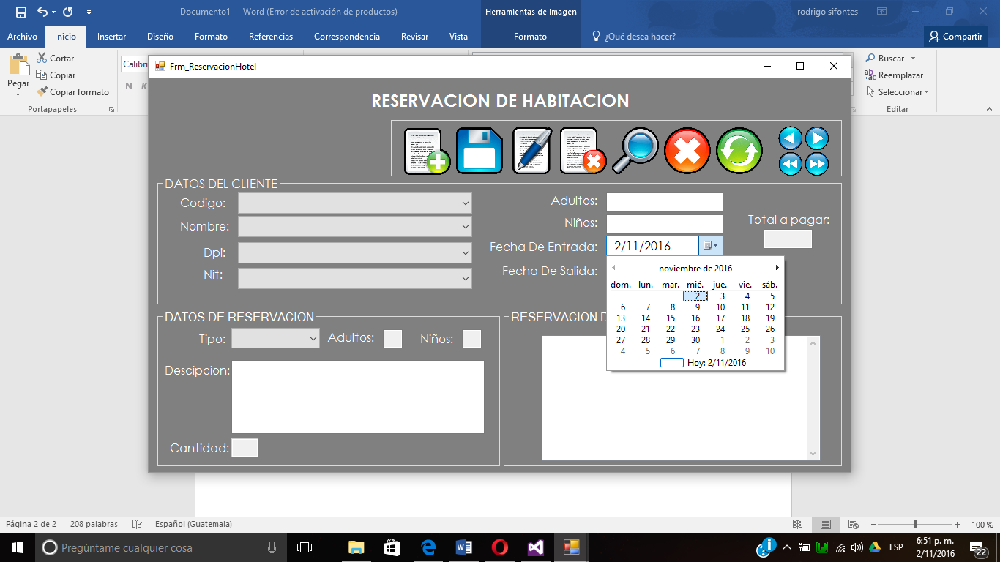 Documento1 - Word (Error de activación de productos)
Herramientas de imagen
rodrigo sifontes
Archivo Inicio Insertar Diseño Formato Referencias Correspondencia Revisar Vista Formato ¿Qué desea hacer? Compartir
Pegar
Cortar
Copiar
Copiar formato
Portapapeles
Calibri
N K
Buscar
Reemplazar
Seleccionar
Editar
Frm_ReservacionHotel
RESERVACION DE HABITACION
DATOS DEL CLIENTE
Codigo:
Nombre:
Dpi:
Nit:
Adultos:
Niños:
Fecha De Entrada: 2/11/2016
Fecha De Salida:
Total a pagar:
noviembre de 2016
dom. lun. mar. mié. jue. vie. sáb.
2 3 4 5
6 7 8 9 10 11 12
13 14 15 16 17 18 19
20 21 22 23 24 25 26
27 28 29 30 1 2 3
4 5 6 7 8 9 10
Hoy: 2/11/2016
DATOS DE RESERVACION
Tipo: Adultos: Niños:
Descipcion:
Cantidad:
RESERVACION D
Página 2 de 2 208 palabras Español (Guatemala) 100 %
Pregúntame cualquier cosa
ESP
6:51 p. m.
2/11/2016
22